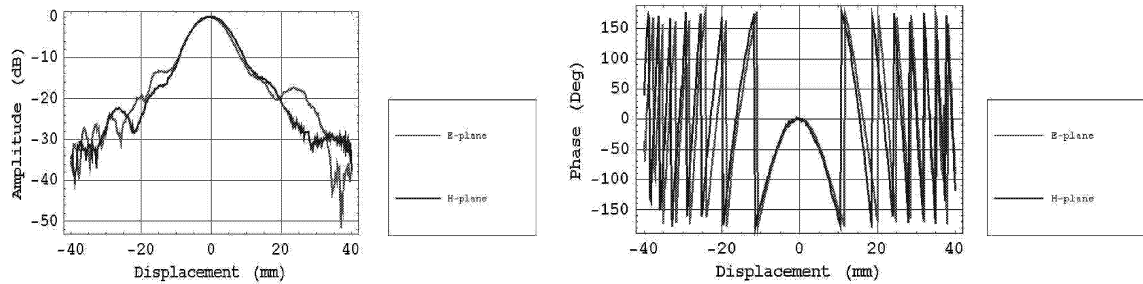 0
-10
-20
-30
-40
-50
Amplitude (dB)
-40 -20 0 20 40
Displacement (mm)
E-plane
H-plane
150
100
50
0
-50
-100
-150
Phase (Deg)
-40 -20 0 20 40
Displacement (mm)
E-plane
H-plane